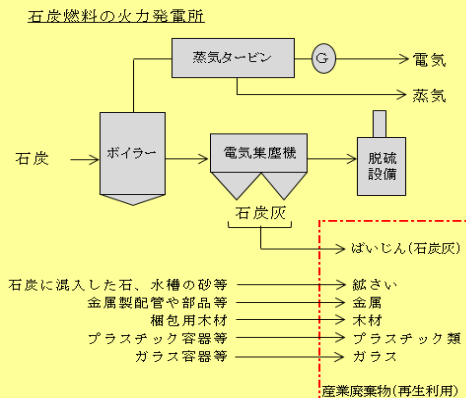 石炭燃料の火力発電所
蒸気タービン
G
電気
蒸気
石炭
ボイラー
電気集塵機
脱硫
設備
石炭灰
ばいじん(石炭灰)
石炭に混入した石、水槽の砂等
鉱さい
金属製配管や部品等
金属
梱包用木材
木材
プラスチック容器等
プラスチック類
ガラス容器等
ガラス
産業廃棄物(再生利用)